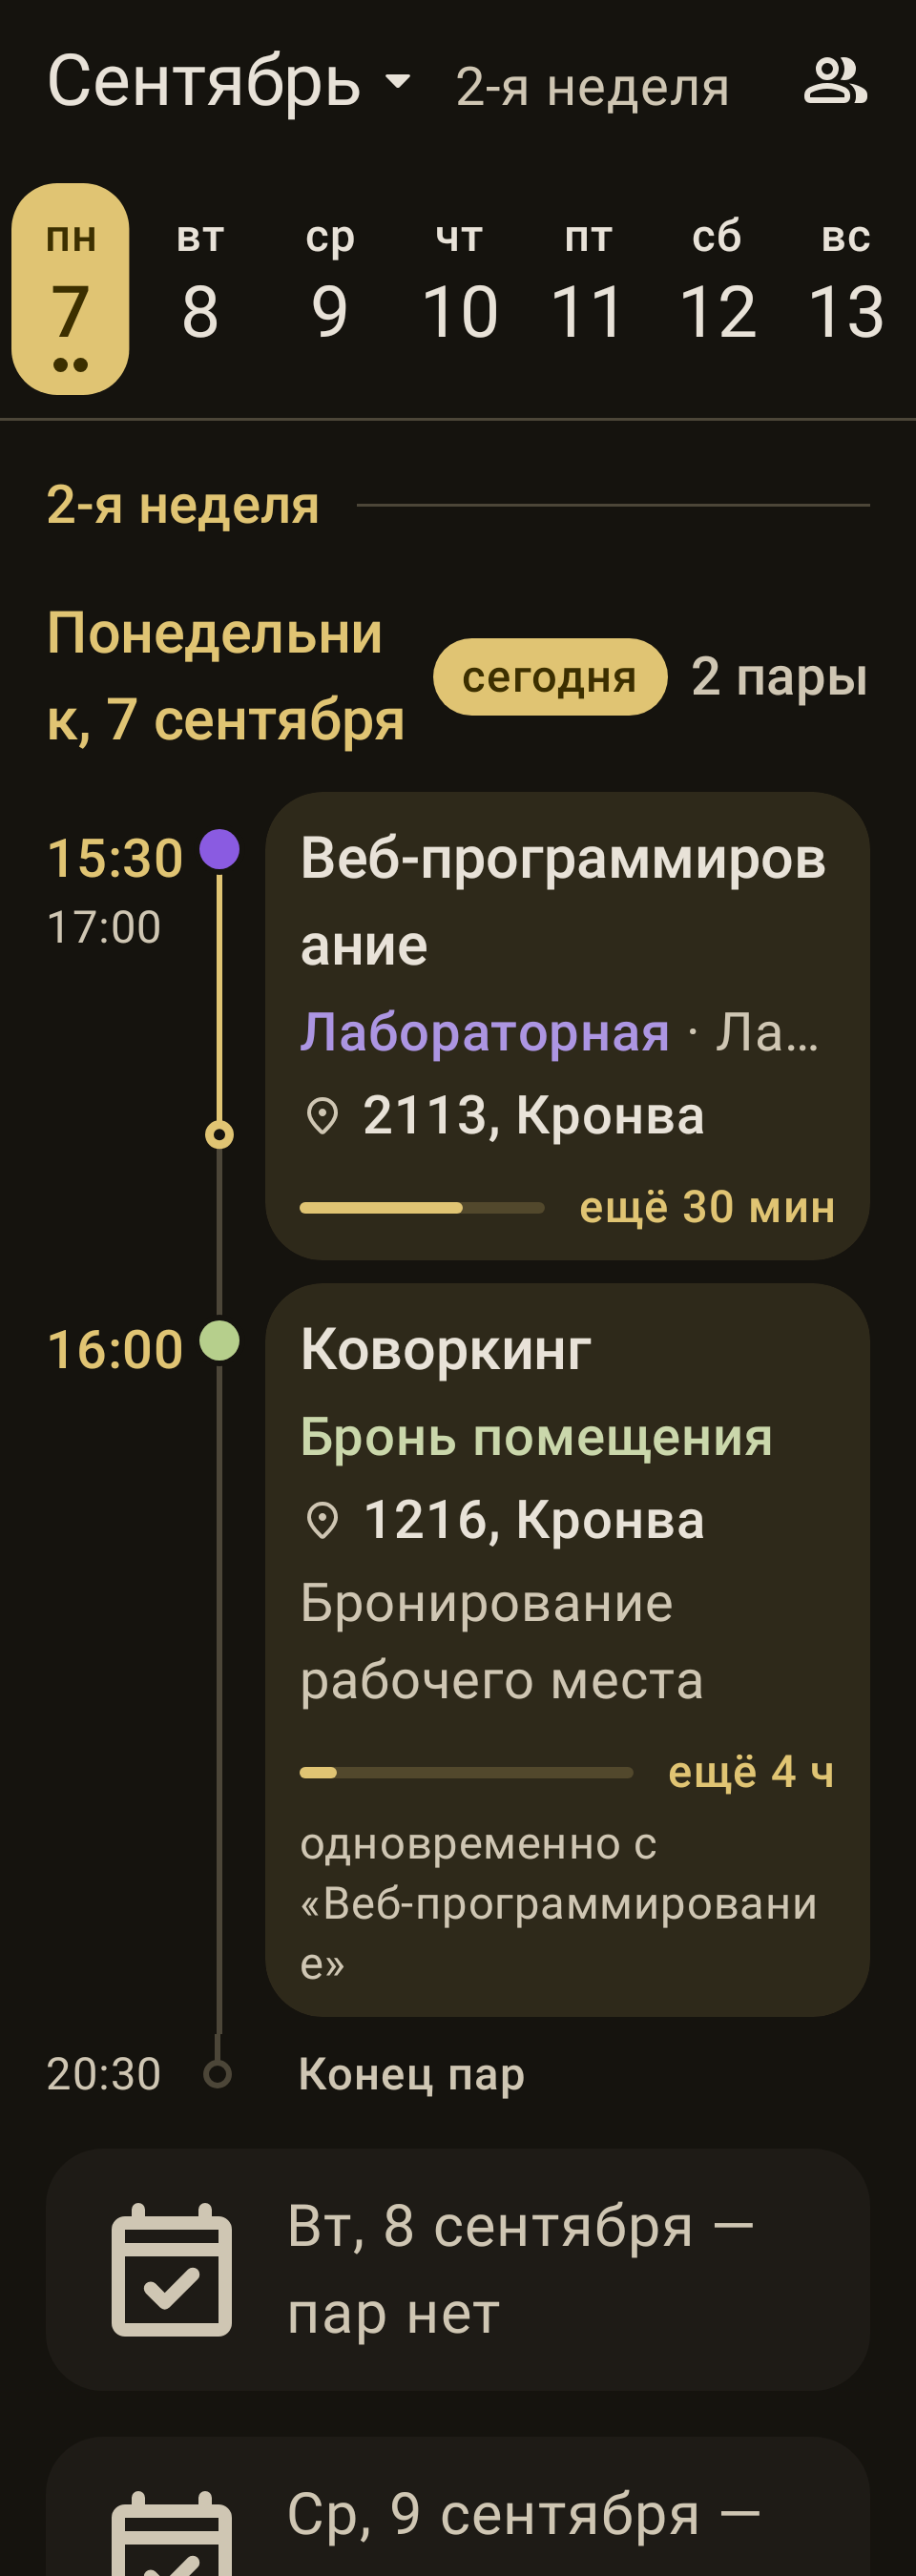 Сентябрь 2-я неделя
пн вт ср чт пт сб вс
7 8 9 10 11 12 13
2-я неделя
Понедельни
к, 7 сентября
сегодня 2 пары
15:30
17:00
Веб-программиров
ание
Лабораторная · Ла...
2113, Кронва
ещё 30 мин
16:00
Коворкинг
Бронь помещения
1216, Кронва
Бронирование
рабочего места
ещё 4 ч
одновременно с
«Веб-программировани
е»
20:30 Конец пар
Вт, 8 сентября —
пар нет
Ср, 9 сентября —